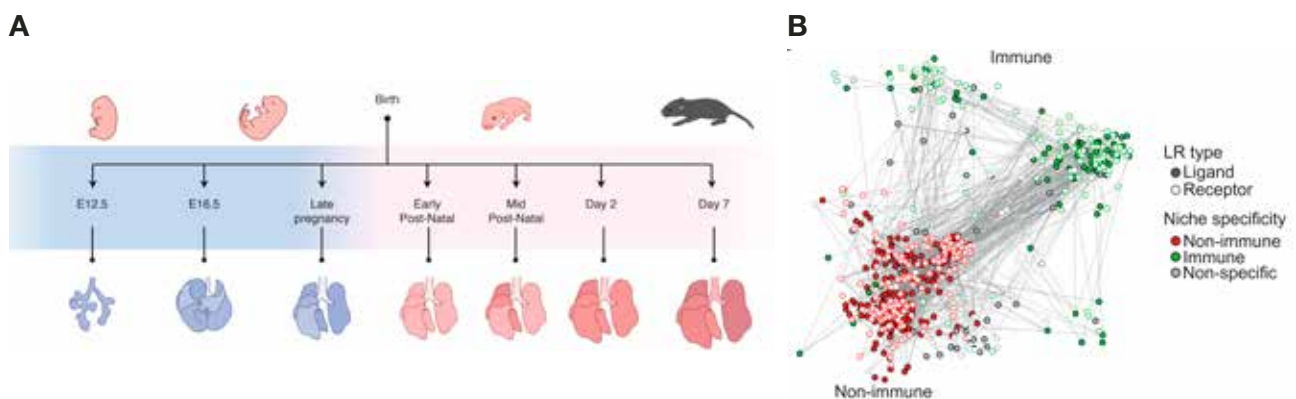 A
Birth
E12.5
E16.5
Late
pregnancy
Early
Post-Natal
Mid
Post-Natal
Day 2
Day 7
B
Immune
Non-immune
LR type
Ligand
Receptor
Niche specificity
Non-immune
Immune
Non-specific